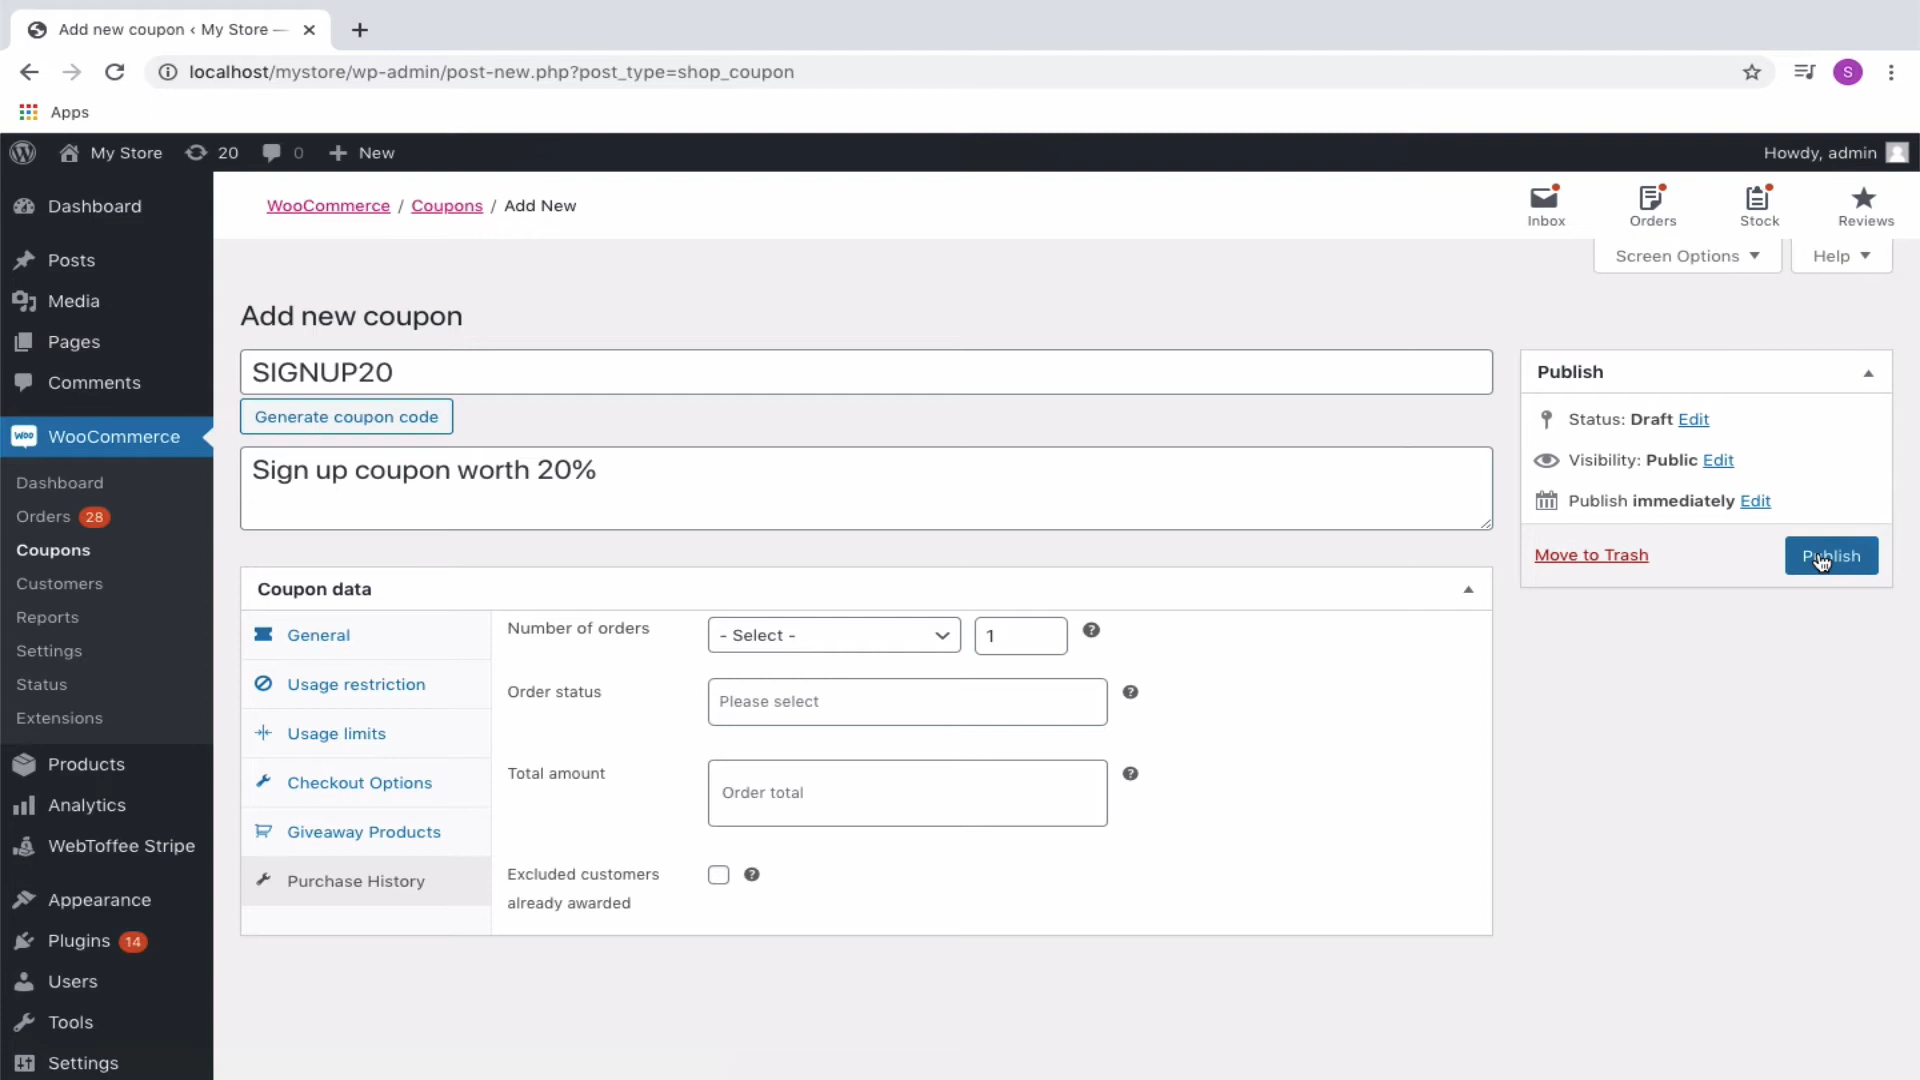 Add new coupon ‹ My Store —
localhost/mystore/wp-admin/post-new.php?post_type=shop_coupon
S
Apps
My Store 20 0 New
Howdy, admin
Dashboard
Posts
Media
Pages
Comments
WOO WooCommerce
Dashboard
Orders 28
Coupons
Customers
Reports
Settings
Status
Extensions
Products
Analytics
WebToffee Stripe
Appearance
Plugins 14
Users
Tools
Settings
WooCommerce / Coupons / Add New
Inbox
Orders
Stock
Reviews
Screen Options
Help
Add new coupon
SIGNUP20
Generate coupon code
Sign up coupon worth 20%
Coupon data
General
Usage restriction
Usage limits
Checkout Options
Giveaway Products
Purchase History
Number of orders - Select - 1
Order status Please select
Total amount Order total
Excluded customers
already awarded
Publish
Status: Draft Edit
Visibility: Public Edit
Publish immediately Edit
Move to Trash
Publish